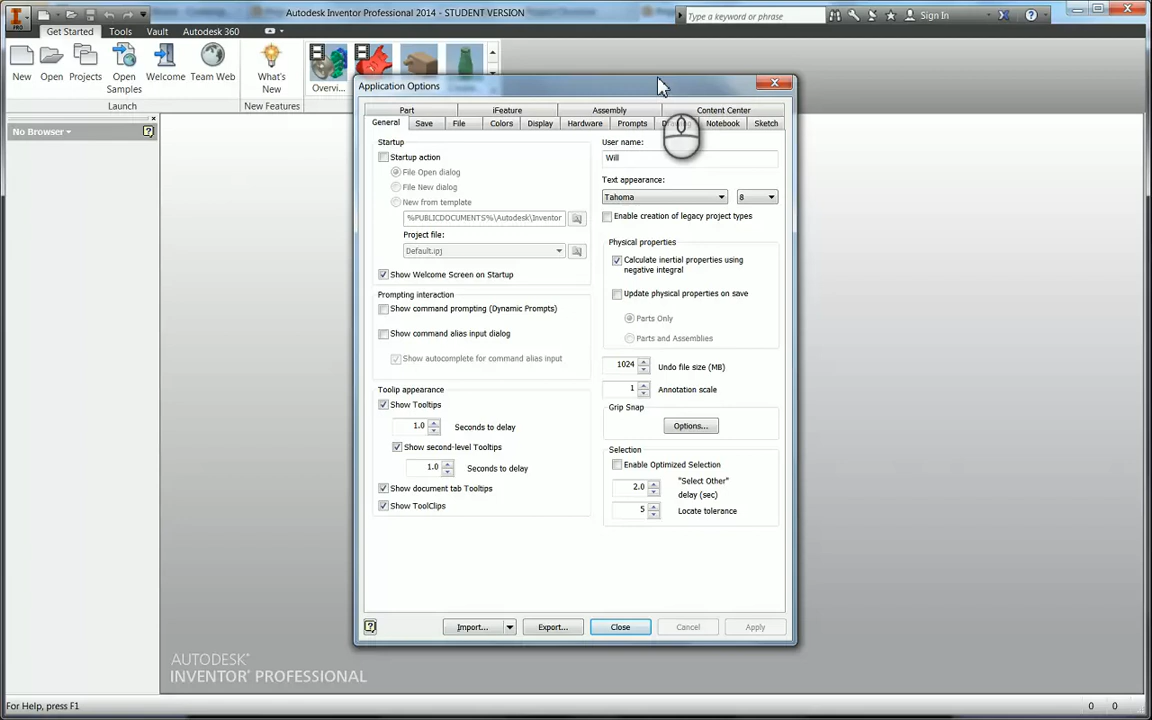 Autodesk Inventor Professional 2014 - STUDENT VERSION
Type a keyword or phrase
Sign In
PRO
Get Started Tools Vault Autodesk 360
New Open Projects Open Samples Welcome Team Web What's New Overvi...
Launch New Features
No Browser
Application Options
Part iFeature Assembly Content Center
General Save File Colors Display Hardware Prompts Notebook Sketch
Startup
Startup action
File Open dialog
File New dialog
New from template
%PUBLICDOCUMENTS%\Autodesk\Inventor
Project file:
Default.ipj
Show Welcome Screen on Startup
Prompting interaction
Show command prompting (Dynamic Prompts)
Show command alias input dialog
Show autocomplete for command alias input
Toolip appearance
Show Tooltips
1.0 Seconds to delay
Show second-level Tooltips
1.0 Seconds to delay
Show document tab Tooltips
Show ToolClips
User name:
Will
Text appearance:
Tahoma 8
Enable creation of legacy project types
Physical properties
Calculate inertial properties using
negative integral
Update physical properties on save
Parts Only
Parts and Assemblies
1024 Undo file size (MB)
1 Annotation scale
Grip Snap
Options...
Selection
Enable Optimized Selection
2.0 "Select Other"
delay (sec)
5 Locate tolerance
Import... Export... Close Cancel Apply
AUTODESK®
INVENTOR® PROFESSIONAL
For Help, press F1 0 0